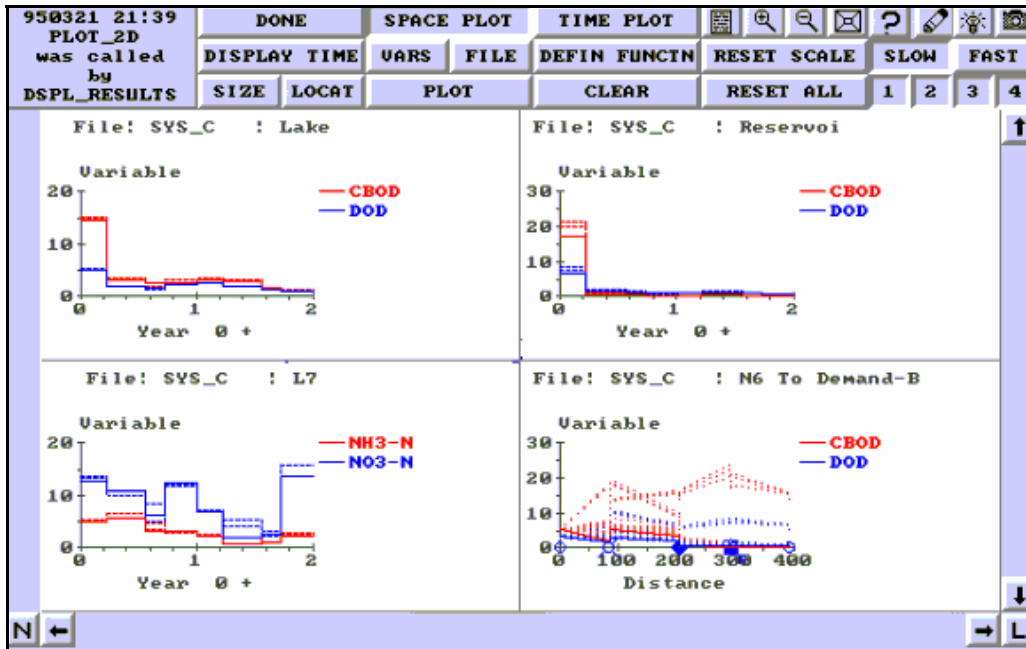 950321 21:39
PLOT_2D
was called
by
DSPL_RESULTS
DONE SPACE PLOT TIME PLOT ?
DISPLAY TIME VARS FILE DEFIN FUNCTN RESET SCALE SLOW FAST
SIZE LOCAT PLOT CLEAR RESET ALL 1 2 3 4
File: SYS_C : Lake
Variable
CBOD
DOD
20
10
0
0 1 2
Year 0 +
File: SYS_C : Reservoi
Variable
CBOD
DOD
30
20
10
0
0 1 2
Year 0 +
File: SYS_C : L7
Variable
NH3-N
NO3-N
20
10
0
0 1 2
Year 0 +
File: SYS_C : N6 To Demand-B
Variable
CBOD
DOD
30
20
10
0
0 100 200 300 400
Distance
N L